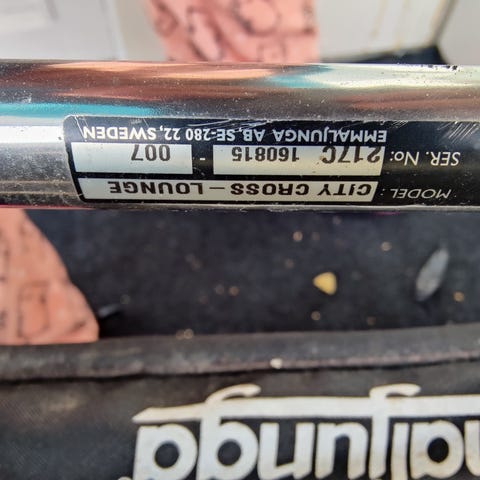 MODEL: CITY CROSS – LOUNGE
SER. No: 217C 160815 - 007
EMMALJUNGA AB SE-280 22, SWEDEN
maljunga